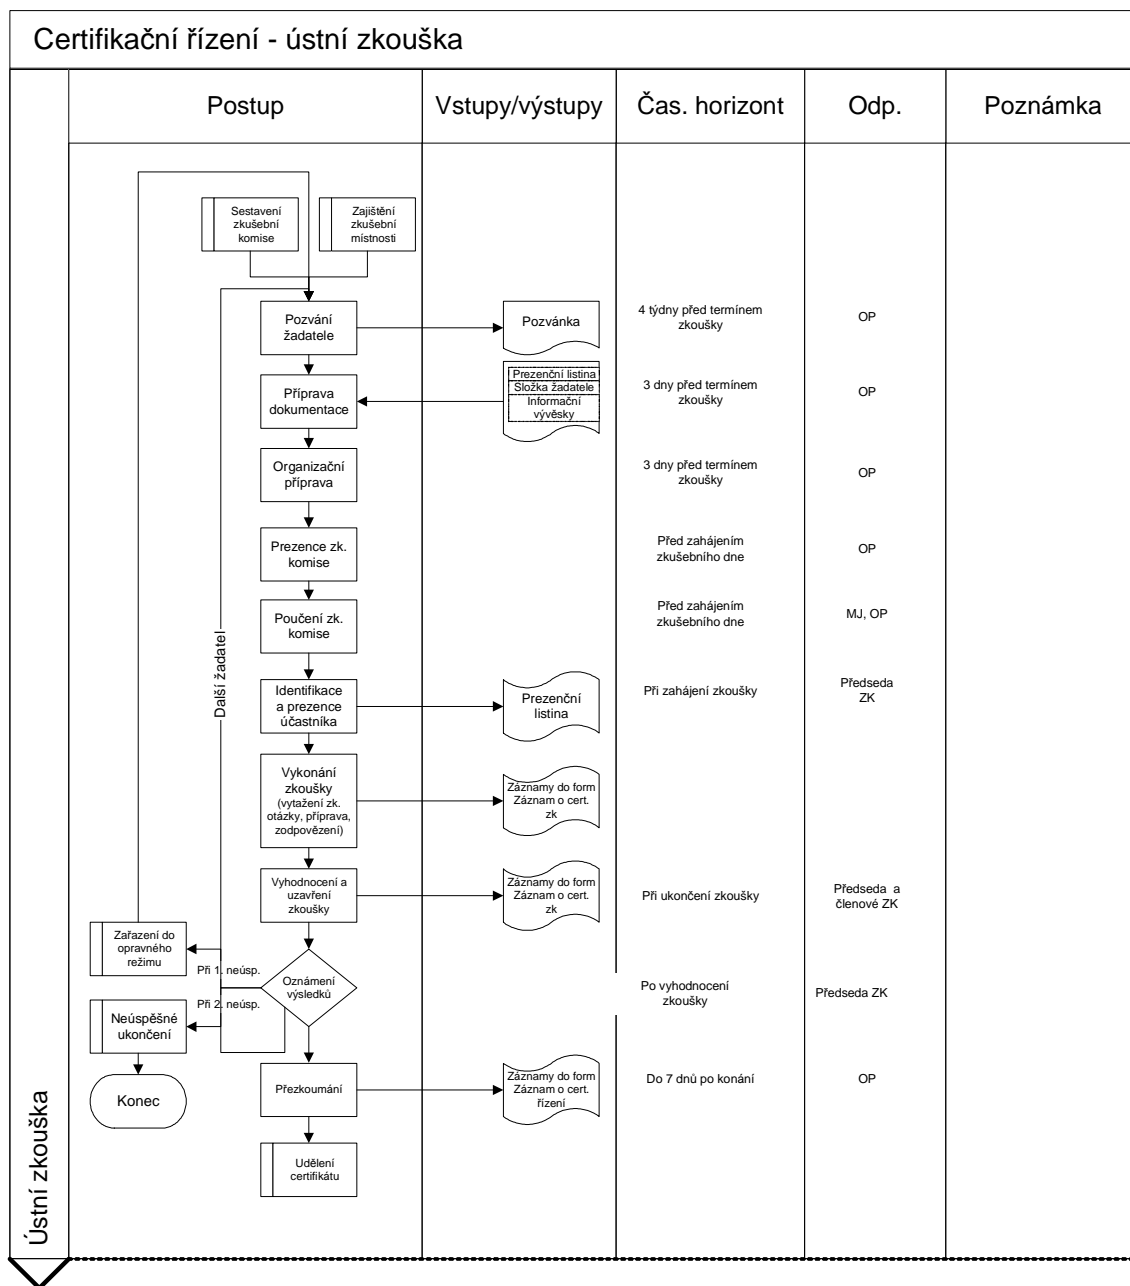 Certifikační řízení - ústní zkouška
Postup
Vstupy/výstupy
Čas. horizont
Odp.
Poznámka
Sestavení
zkušební
komise
Zajištění
zkušební
místnosti
Pozvání
žadatele
Pozvánka
4 týdny před termínem
zkoušky
OP
Příprava
dokumentace
Prezenční listina
Složka žadatele
Informační
vývěsky
3 dny před termínem
zkoušky
OP
Organizační
příprava
3 dny před termínem
zkoušky
OP
Prezence zk.
komise
Před zahájením
zkušebního dne
OP
Poučení zk.
komise
Před zahájením
zkušebního dne
MJ, OP
Další žadatel
Identifikace
a prezence
účastníka
Prezenční
listina
Při zahájení zkoušky
Předseda
ZK
Vykonání
zkoušky
(vytažení zk.
otázky, příprava,
zodpovězení)
Záznamy do form
Záznam o cert.
zk
Vyhodnocení a
uzavření
zkoušky
Záznamy do form
Záznam o cert.
zk
Při ukončení zkoušky
Předseda a
členové ZK
Zařazení do
opravného
režimu
Při 1. neúsp.
Oznámení
výsledků
Po vyhodnocení
zkoušky
Předseda ZK
Při 2. neúsp.
Neúspěšné
ukončení
Konec
Přezkoumání
Záznamy do form
Záznam o cert.
řízení
Do 7 dnů po konání
OP
Udělení
certifikátu
Ústní zkouška